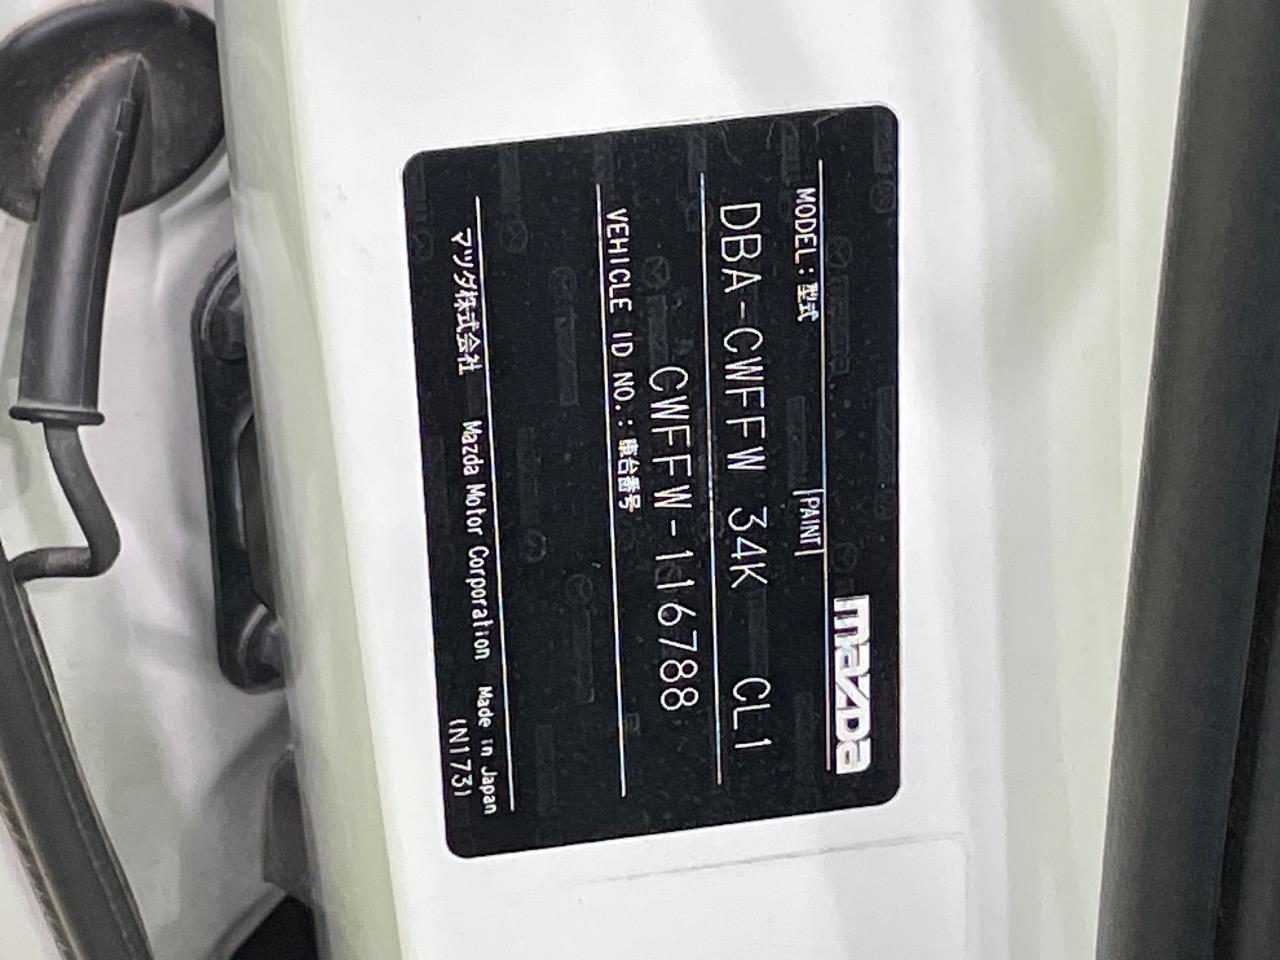 mazda
MODEL:型式 PAINT
DBA-CWFFW 34K CL1
CWFFW-116788
VEHICLE ID NO.:車台番号
マツダ株式会社 Mazda Motor Corporation Made in Japan
(N173)